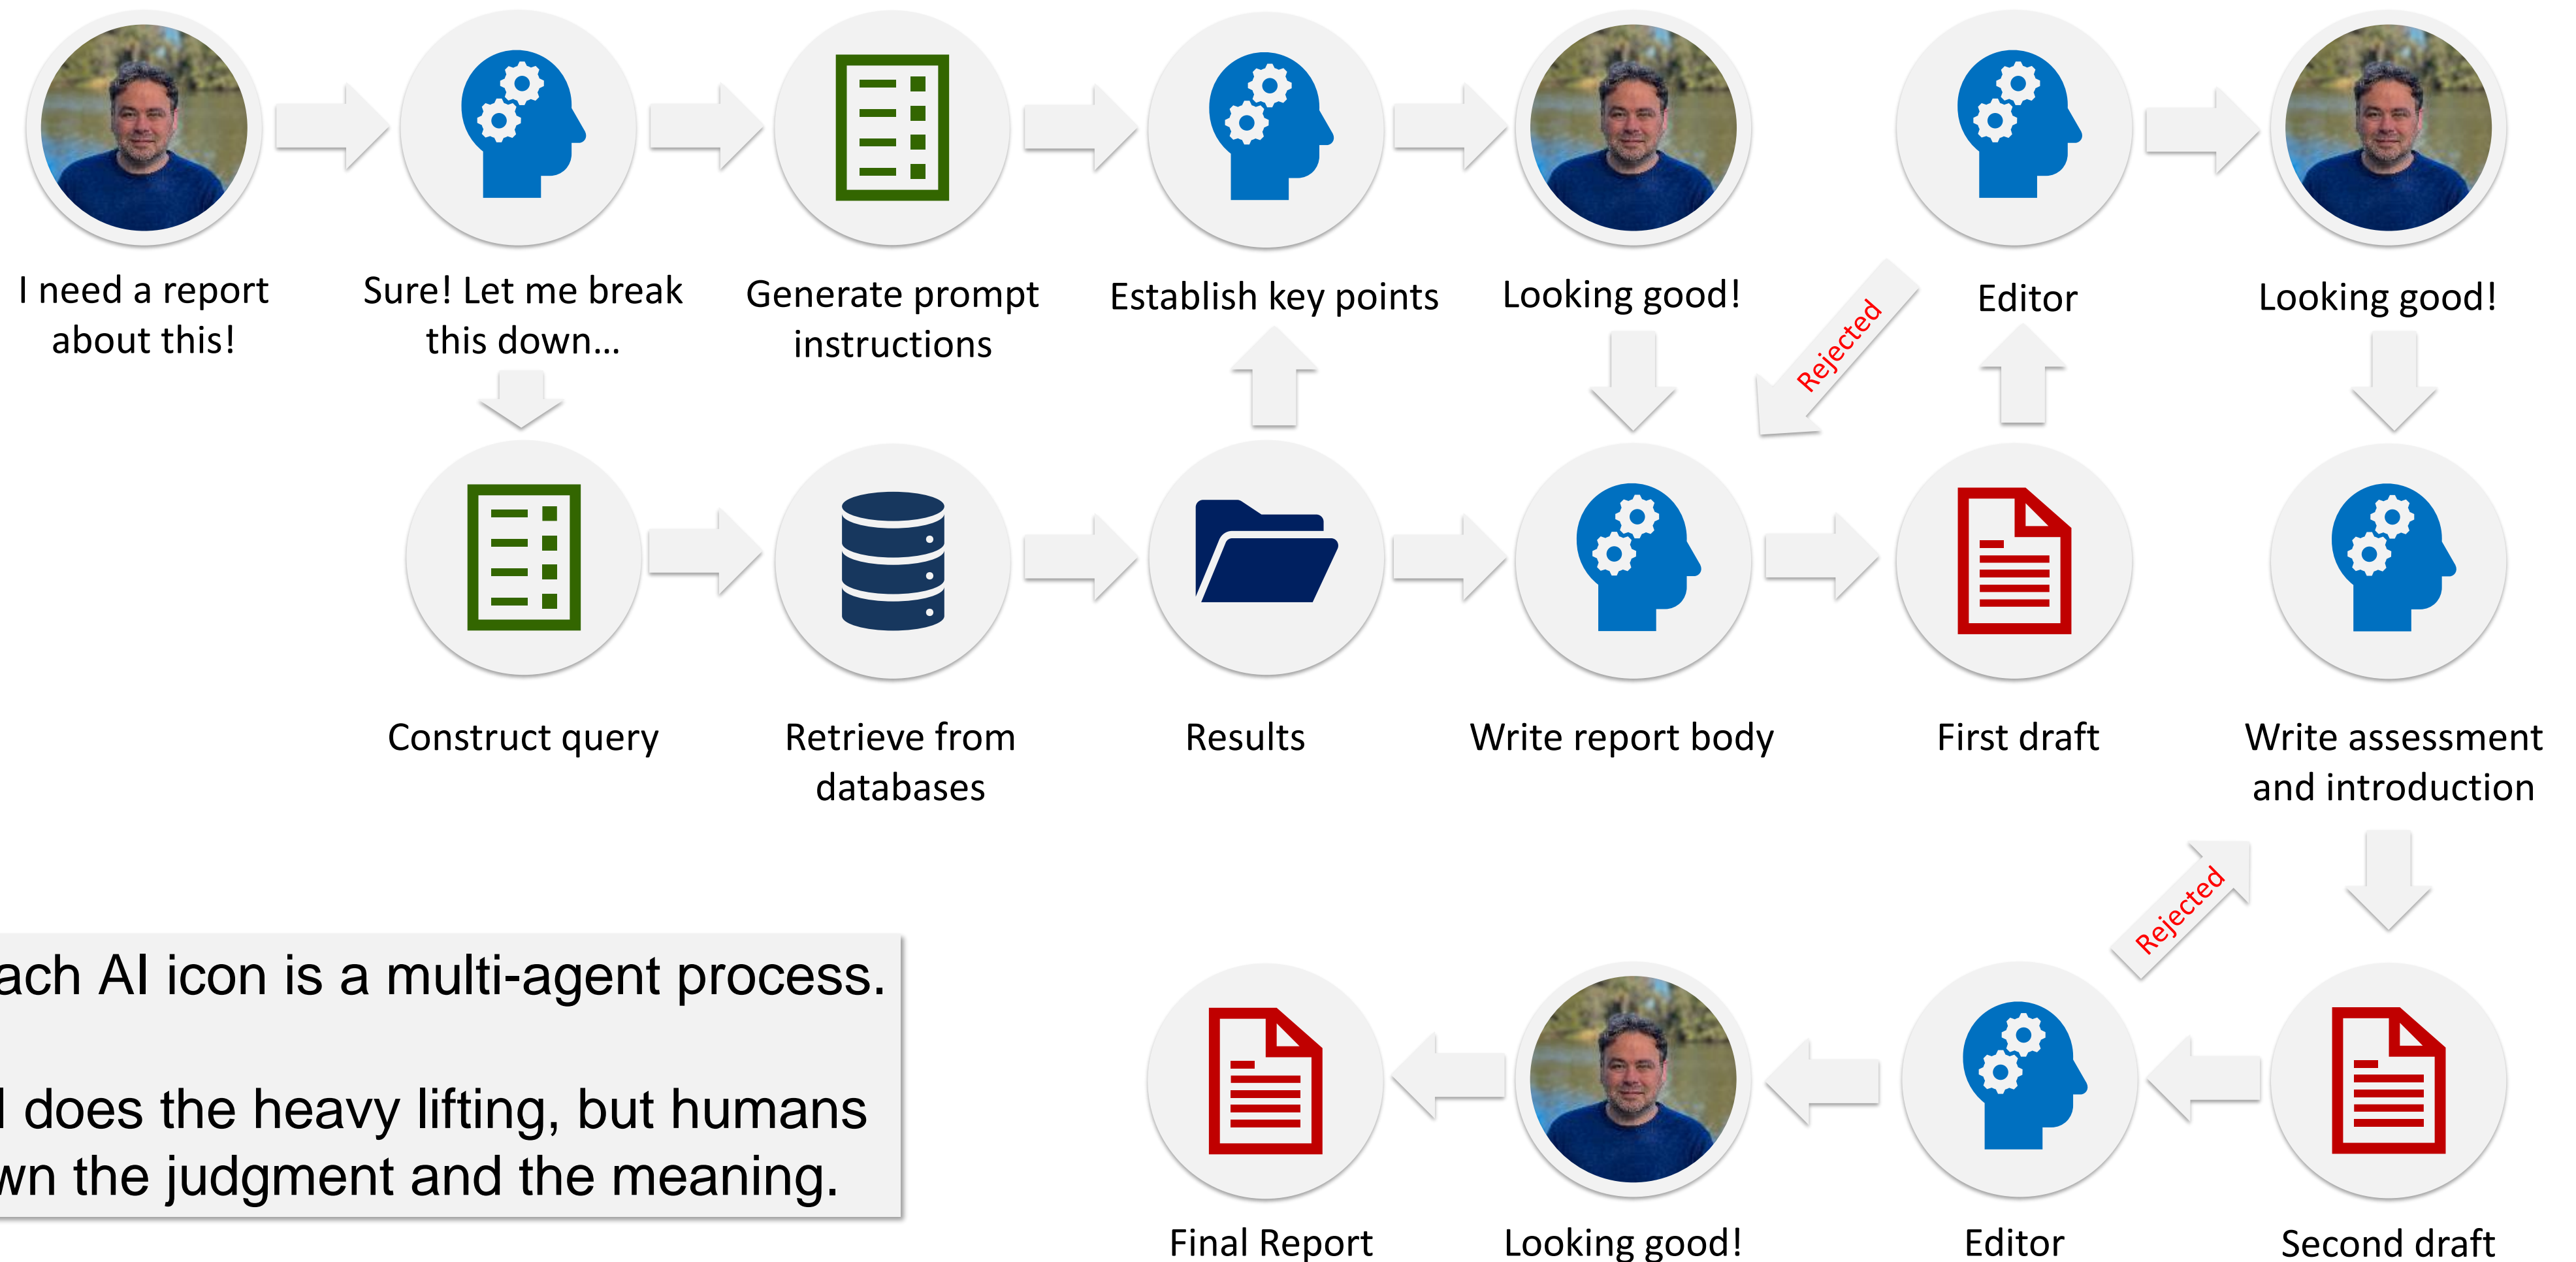 I need a report
about this!
Sure! Let me break
this down...
Generate prompt
instructions
Establish key points
Looking good!
Editor
Looking good!
Rejected
Construct query
Retrieve from
databases
Results
Write report body
First draft
Write assessment
and introduction
Rejected
ach AI icon is a multi-agent process.
does the heavy lifting, but humans
wn the judgment and the meaning.
Final Report
Looking good!
Editor
Second draft